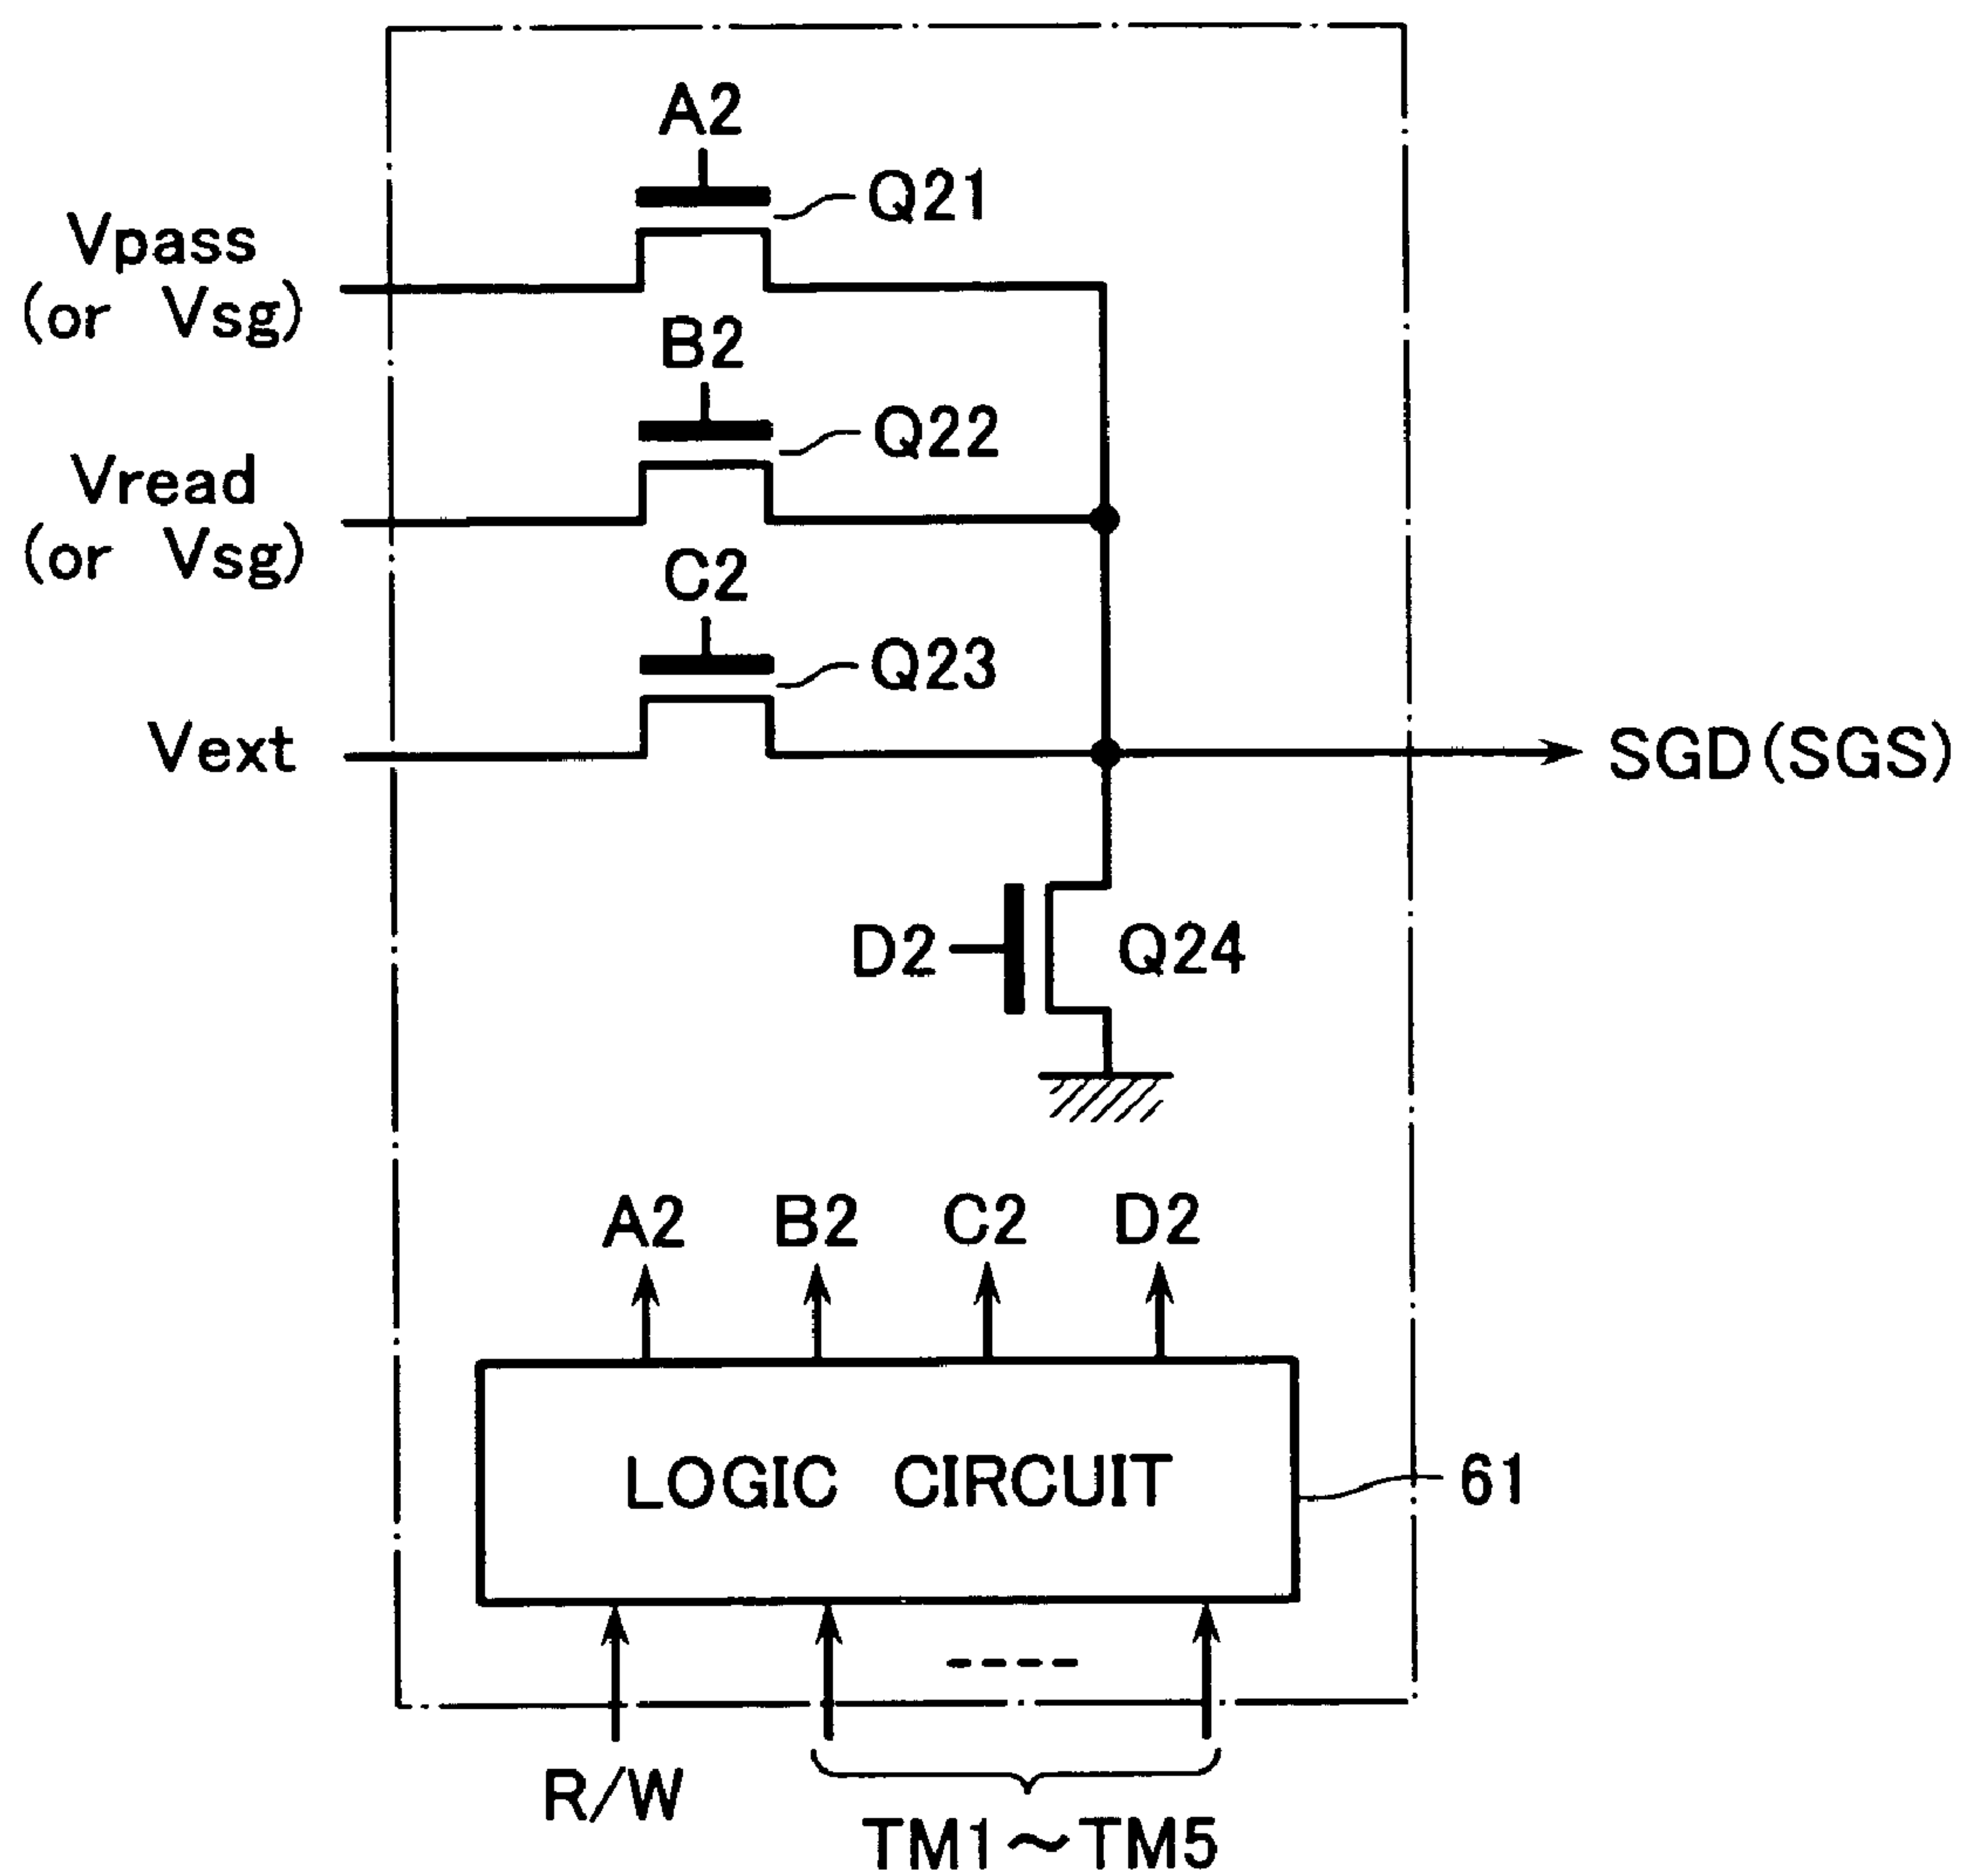 A2
Q21
Vpass
(or Vsg)
B2
Q22
Vread
(or Vsg)
C2
Q23
Vext
SGD(SGS)
D2
Q24
A2 B2 C2 D2
LOGIC CIRCUIT
61
R/W
TM1～TM5